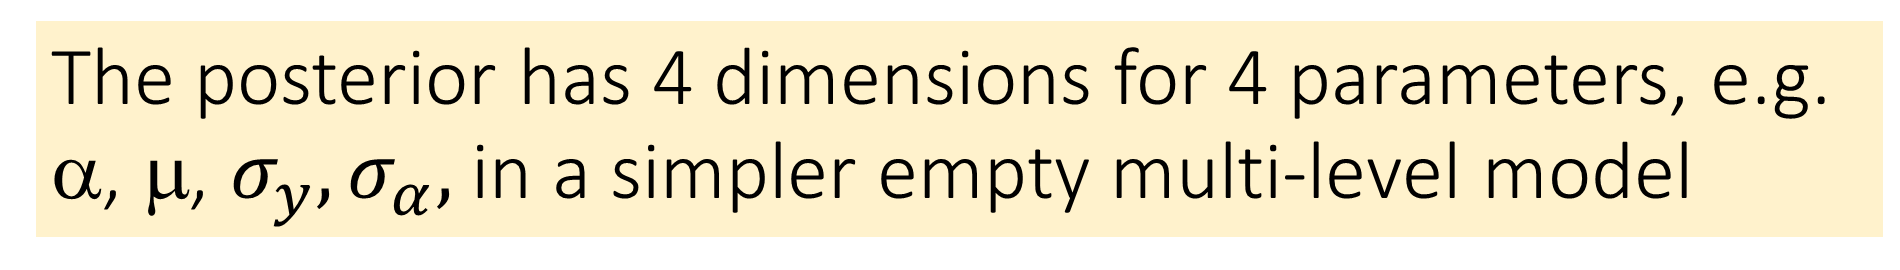 The posterior has 4 dimensions for 4 parameters, e.g.
α, μ, σ_y, σ_α, in a simpler empty multi-level model